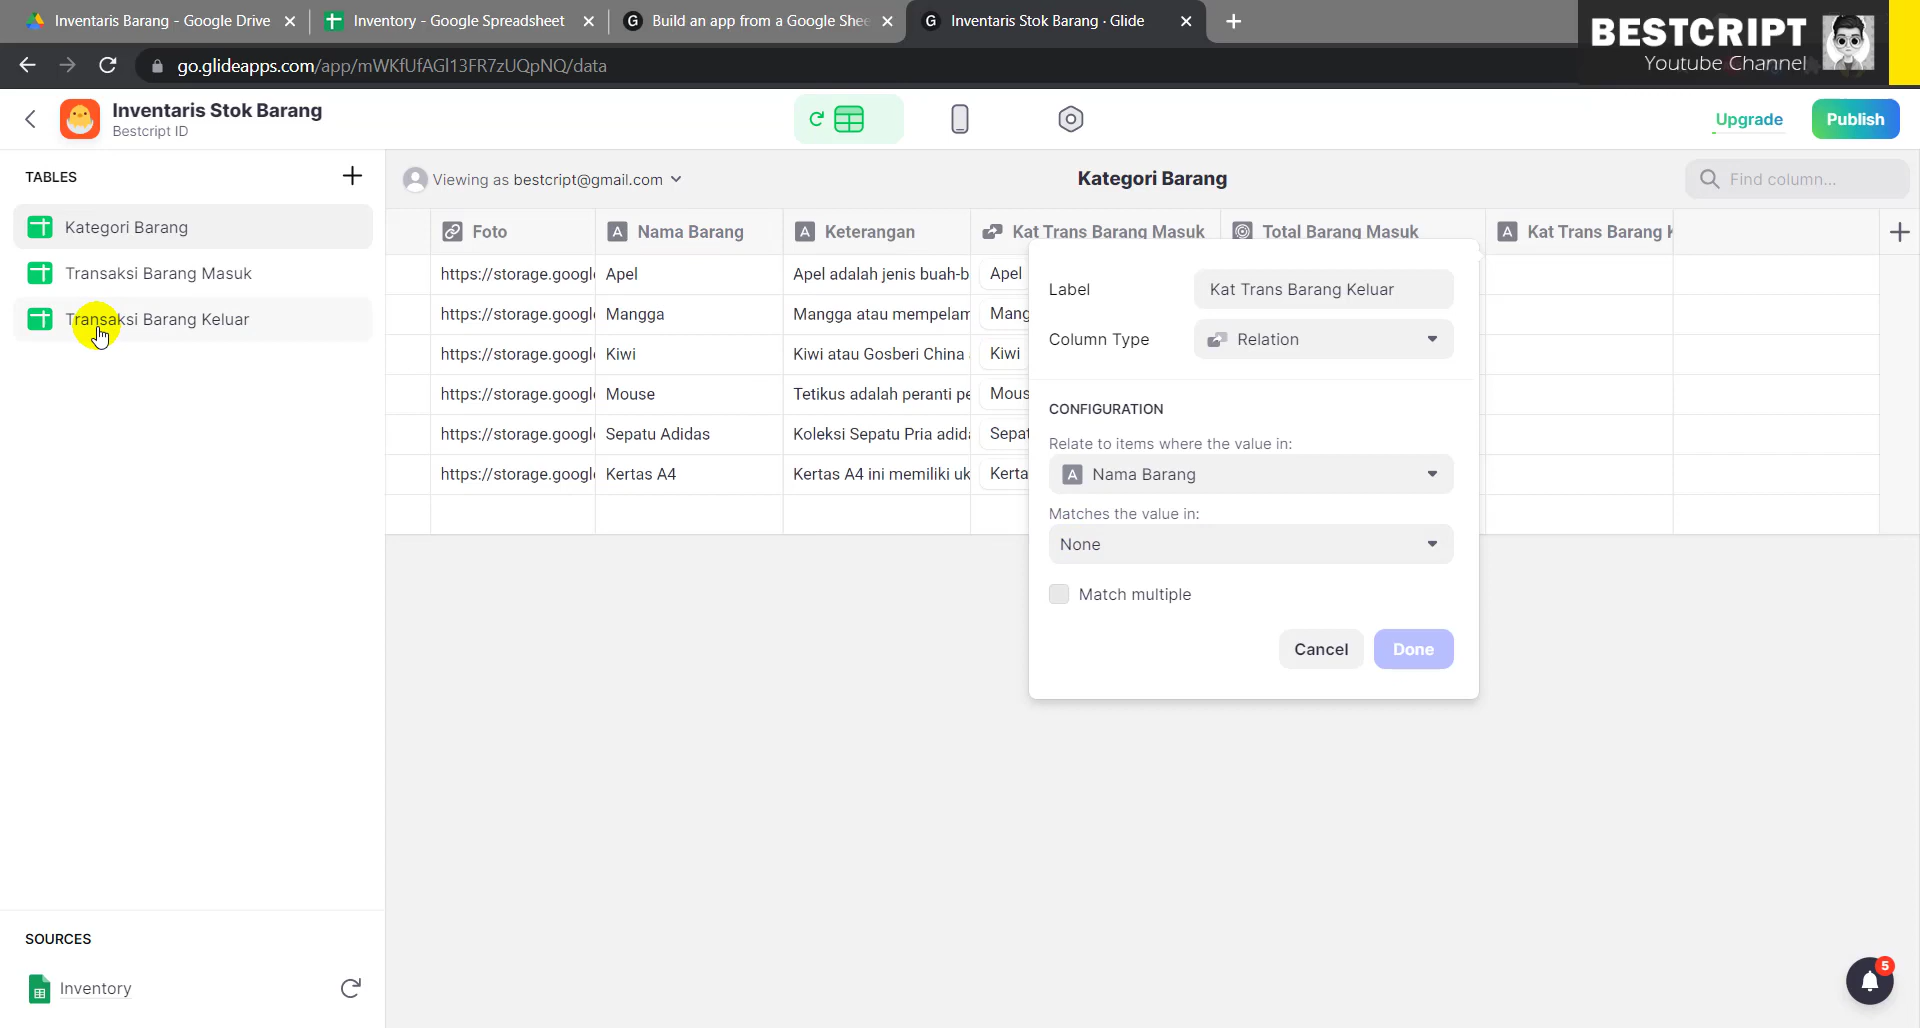 Inventaris Barang - Google Drive
Inventory - Google Spreadsheet
Build an app from a Google Shee
Inventaris Stok Barang · Glide
BESTCRIPT
Youtube Channel
go.glideapps.com/app/mWKfUfAGl13FR7zUQpNQ/data
Inventaris Stok Barang
Bestcript ID
Upgrade
Publish
TABLES
Viewing as bestcript@gmail.com
Kategori Barang
Find column...
Kategori Barang
Transaksi Barang Masuk
Transaksi Barang Keluar
Foto
A Nama Barang
A Keterangan
Kat Trans Barang Masuk
Total Barang Masuk
A Kat Trans Barang K
https://storage.googl Apel Apel adalah jenis buah-b Apel
https://storage.googl Mangga Mangga atau mempelam Mang
https://storage.googl Kiwi Kiwi atau Gosberi China Kiwi
https://storage.googl Mouse Tetikus adalah peranti pe Mous
https://storage.googl Sepatu Adidas Koleksi Sepatu Pria adida Sepat
https://storage.googl Kertas A4 Kertas A4 ini memiliki uk Kerta
Label Kat Trans Barang Keluar
Column Type Relation
CONFIGURATION
Relate to items where the value in:
A Nama Barang
Matches the value in:
None
Match multiple
Cancel Done
SOURCES
Inventory
5